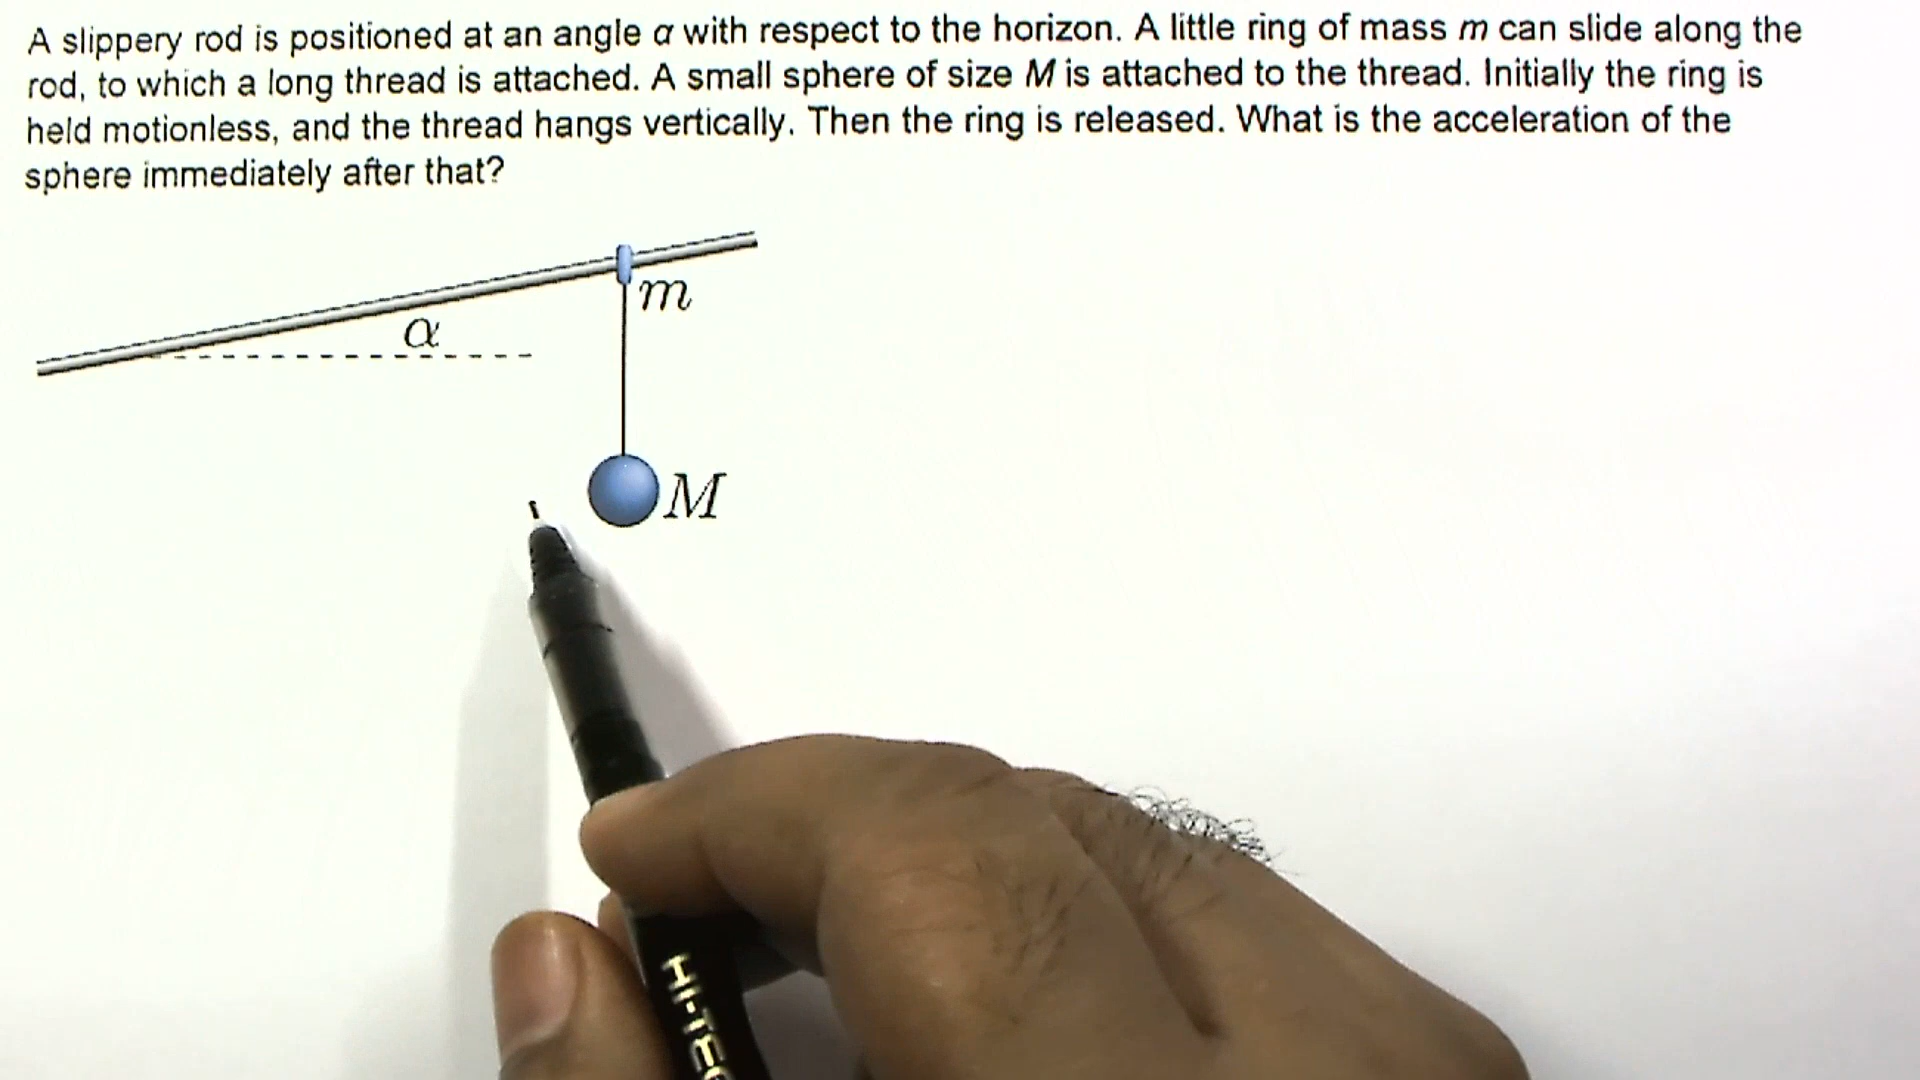 A slippery rod is positioned at an angle α with respect to the horizon. A little ring of mass m can slide along the
rod, to which a long thread is attached. A small sphere of size M is attached to the thread. Initially the ring is
held motionless, and the thread hangs vertically. Then the ring is released. What is the acceleration of the
sphere immediately after that?
m
α
M